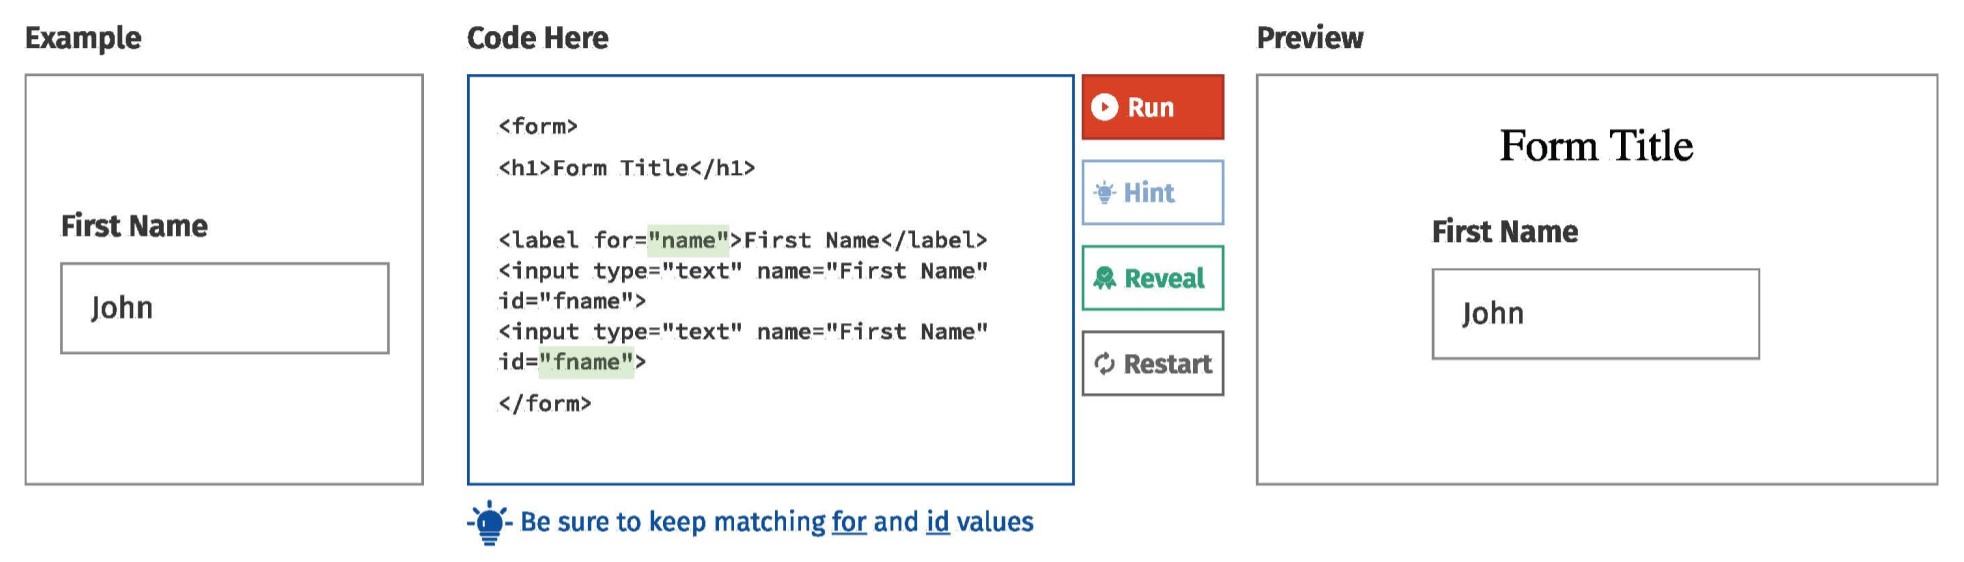 Example
First Name
John
Code Here
<form>
<h1>Form Title</h1>
<label for="name">First Name</label>
<input type="text" name="First Name"
id="fname">
<input type="text" name="First Name"
id="fname">
</form>
Be sure to keep matching for and id values
Run
Hint
Reveal
Restart
Preview
Form Title
First Name
John